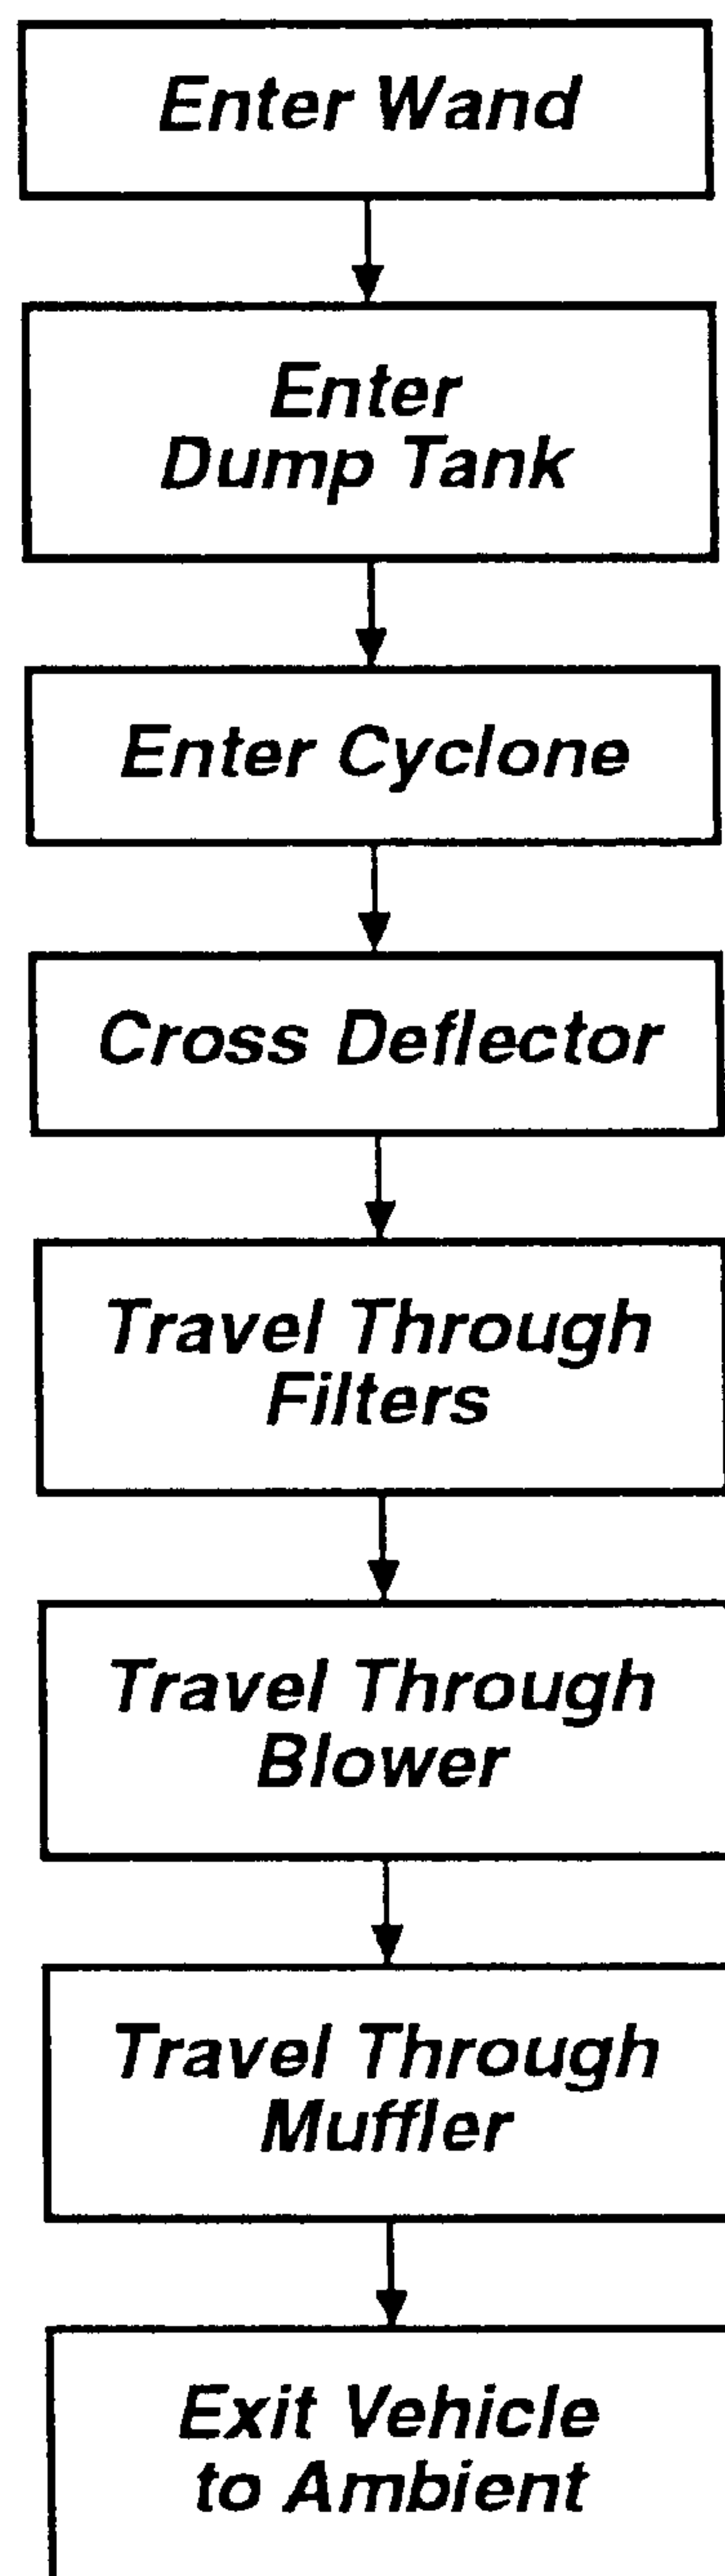 Enter Wand
Enter
Dump Tank
Enter Cyclone
Cross Deflector
Travel Through
Filters
Travel Through
Blower
Travel Through
Muffler
Exit Vehicle
to Ambient